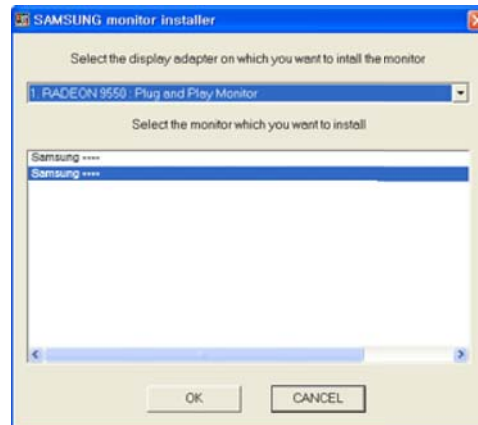 SAMSUNG monitor installer
Select the display adapter on which you want to intall the monitor
1. RADEON 9550 : Plug and Play Monitor
Select the monitor which you want to install
Samsung ----
Samsung ----
OK
CANCEL